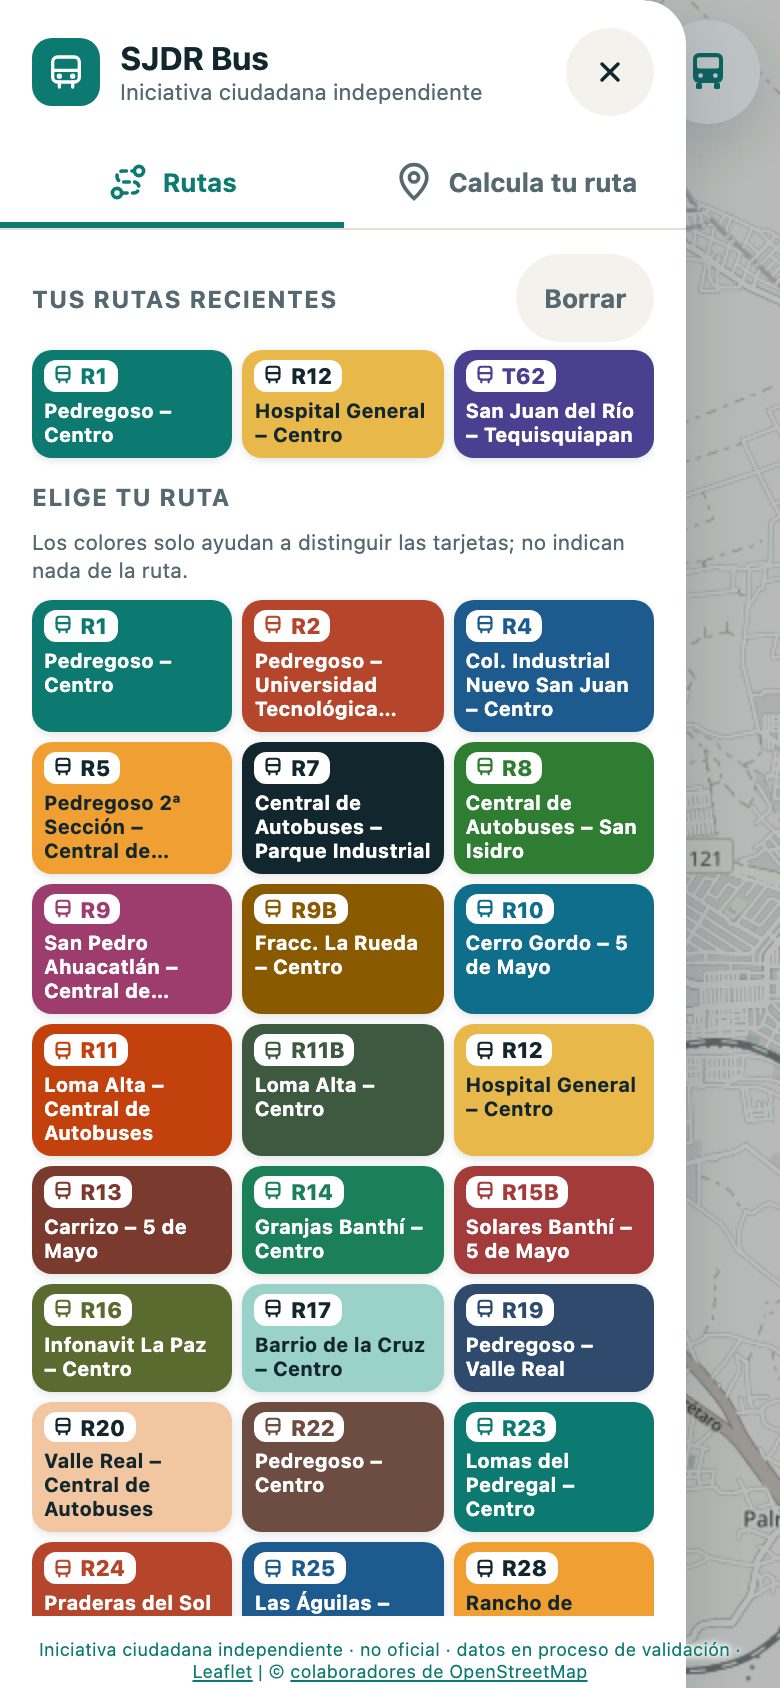 SJDR Bus
Iniciativa ciudadana independiente
Rutas
Calcula tu ruta
TUS RUTAS RECIENTES
Borrar
R1
Pedregoso –
Centro
R12
Hospital General
– Centro
T62
San Juan del Río
– Tequisquiapan
ELIGE TU RUTA
Los colores solo ayudan a distinguir las tarjetas; no indican
nada de la ruta.
R1
Pedregoso –
Centro
R2
Pedregoso –
Universidad
Tecnológica...
R4
Col. Industrial
Nuevo San Juan
– Centro
R5
Pedregoso 2ª
Sección –
Central de...
R7
Central de
Autobuses –
Parque Industrial
R8
Central de
Autobuses – San
Isidro
R9
San Pedro
Ahuacatlán –
Central de...
R9B
Fracc. La Rueda
– Centro
R10
Cerro Gordo – 5
de Mayo
R11
Loma Alta –
Central de
Autobuses
R11B
Loma Alta –
Centro
R12
Hospital General
– Centro
R13
Carrizo – 5 de
Mayo
R14
Granjas Banthí –
Centro
R15B
Solares Banthí –
5 de Mayo
R16
Infonavit La Paz
– Centro
R17
Barrio de la Cruz
– Centro
R19
Pedregoso –
Valle Real
R20
Valle Real –
Central de
Autobuses
R22
Pedregoso –
Centro
R23
Lomas del
Pedregal –
Centro
R24
Praderas del Sol
R25
Las Águilas –
R28
Rancho de
121
Iniciativa ciudadana independiente · no oficial · datos en proceso de validación ·
Leaflet | © colaboradores de OpenStreetMap